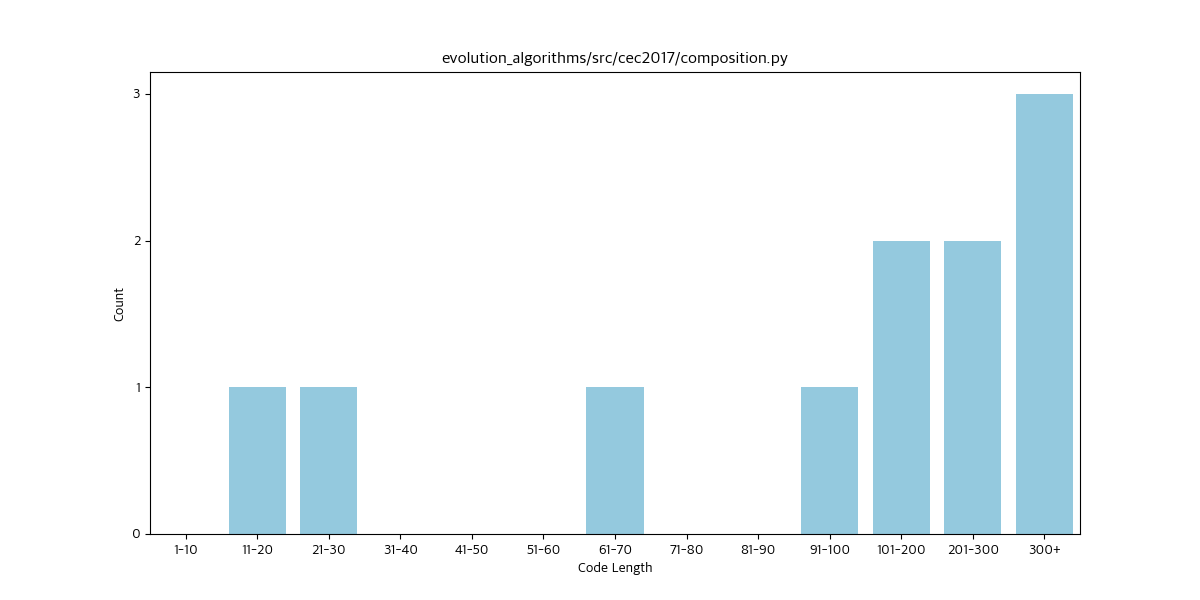 evolution_algorithms/src/cec2017/composition.py
3
2
1
0
Count
1-10 11-20 21-30 31-40 41-50 51-60 61-70 71-80 81-90 91-100 101-200 201-300 300+
Code Length